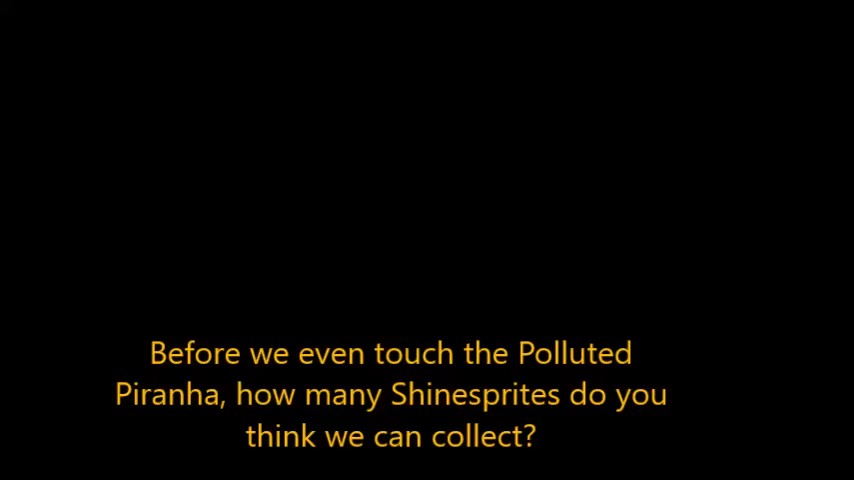 Before we even touch the Polluted
Piranha, how many Shinesprites do you
think we can collect?